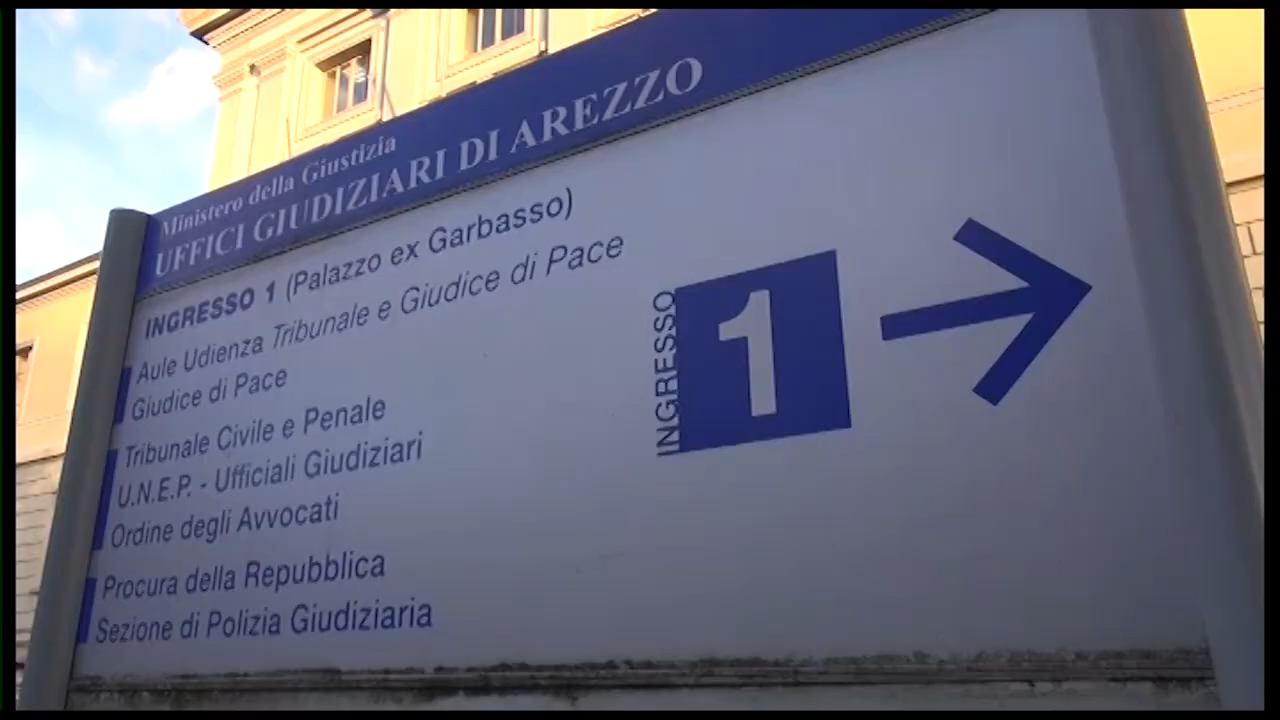 Ministero della Giustizia
UFFICI GIUDIZIARI DI AREZZO
INGRESSO 1 (Palazzo ex Garbasso)
Aule Udienza Tribunale e Giudice di Pace
Giudice di Pace
Tribunale Civile e Penale
U.N.E.P. - Ufficiali Giudiziari
Ordine degli Avvocati
Procura della Repubblica
Sezione di Polizia Giudiziaria
INGRESSO
1